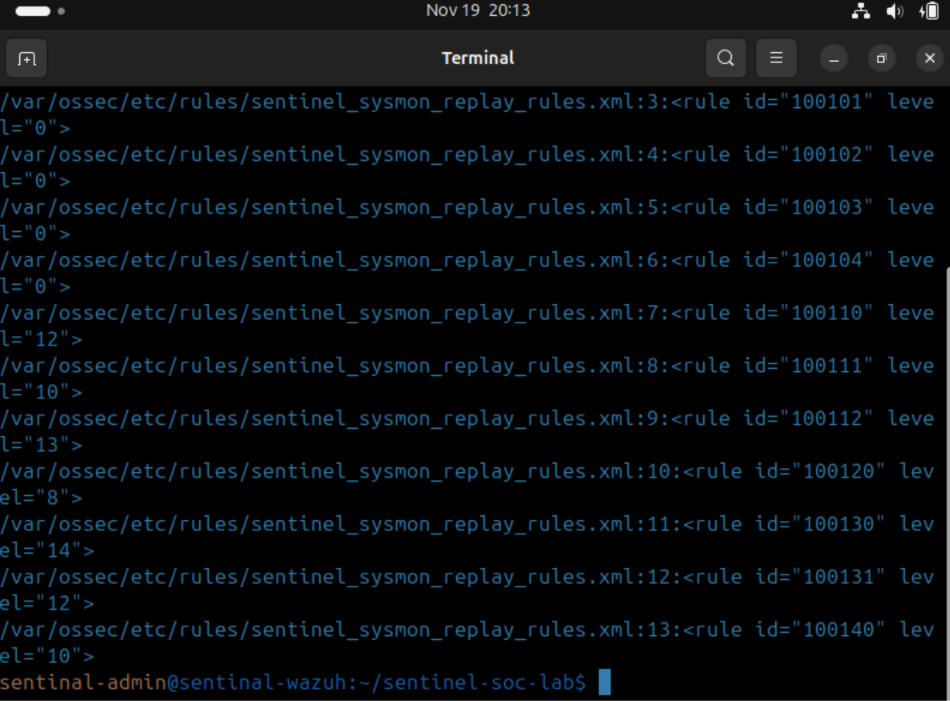 Nov 19 20:13
Terminal
/var/ossec/etc/rules/sentinel_sysmon_replay_rules.xml:3:<rule id="100101" leve
l="0">
/var/ossec/etc/rules/sentinel_sysmon_replay_rules.xml:4:<rule id="100102" leve
l="0">
/var/ossec/etc/rules/sentinel_sysmon_replay_rules.xml:5:<rule id="100103" leve
l="0">
/var/ossec/etc/rules/sentinel_sysmon_replay_rules.xml:6:<rule id="100104" leve
l="0">
/var/ossec/etc/rules/sentinel_sysmon_replay_rules.xml:7:<rule id="100110" leve
l="12">
/var/ossec/etc/rules/sentinel_sysmon_replay_rules.xml:8:<rule id="100111" leve
l="10">
/var/ossec/etc/rules/sentinel_sysmon_replay_rules.xml:9:<rule id="100112" leve
l="13">
/var/ossec/etc/rules/sentinel_sysmon_replay_rules.xml:10:<rule id="100120" lev
el="8">
/var/ossec/etc/rules/sentinel_sysmon_replay_rules.xml:11:<rule id="100130" lev
el="14">
/var/ossec/etc/rules/sentinel_sysmon_replay_rules.xml:12:<rule id="100131" lev
el="12">
/var/ossec/etc/rules/sentinel_sysmon_replay_rules.xml:13:<rule id="100140" lev
el="10">
sentinal-admin@sentinal-wazuh:~/sentinel-soc-lab$